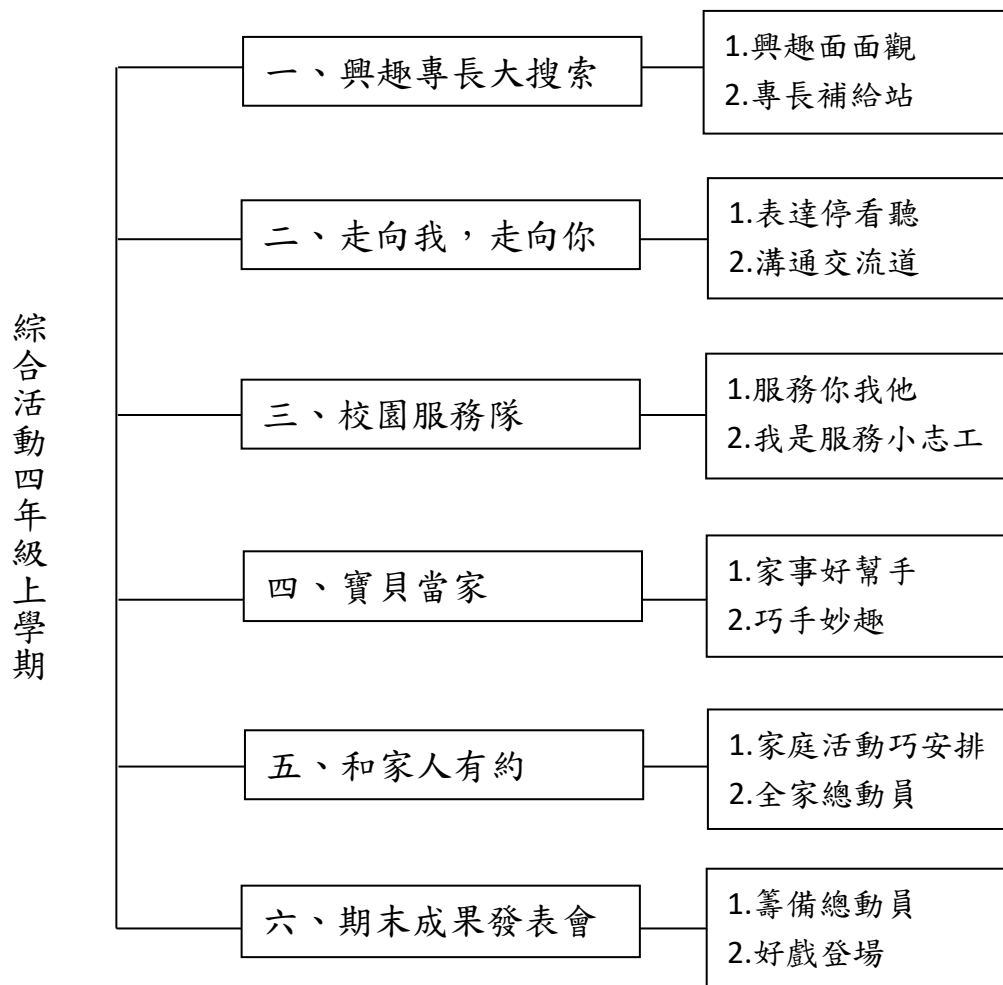 綜合活動四年級上學期
一、興趣專長大搜索
1.興趣面面觀
2.專長補給站
二、走向我，走向你
1.表達停看聽
2.溝通交流道
三、校園服務隊
1.服務你我他
2.我是服務小志工
四、寶貝當家
1.家事好幫手
2.巧手妙趣
五、和家人有約
1.家庭活動巧安排
2.全家總動員
六、期末成果發表會
1.籌備總動員
2.好戲登場